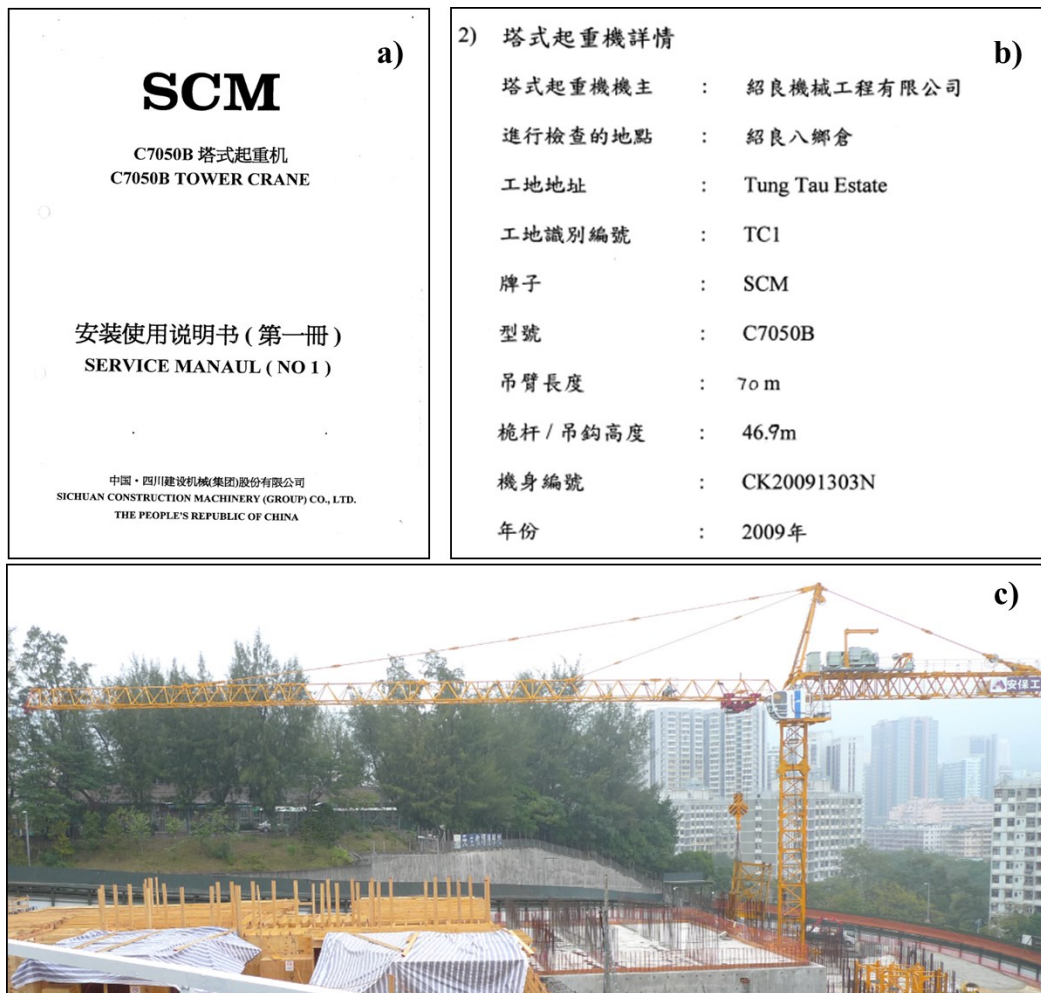 a)
SCM
C7050B 塔式起重机
C7050B TOWER CRANE
安装使用说明书 ( 第一冊 )
SERVICE MANAUL ( NO 1 )
中国・四川建设机械(集团)股份有限公司
SICHUAN CONSTRUCTION MACHINERY (GROUP) CO., LTD.
THE PEOPLE'S REPUBLIC OF CHINA
b)
2) 塔式起重機詳情
塔式起重機機主 : 紹良機械工程有限公司
進行檢查的地點 : 紹良八鄉倉
工地地址 : Tung Tau Estate
工地識別編號 : TC1
牌子 : SCM
型號 : C7050B
吊臂長度 : 70 m
桅杆 / 吊鈎高度 : 46.9m
機身編號 : CK20091303N
年份 : 2009年
c)
安保工